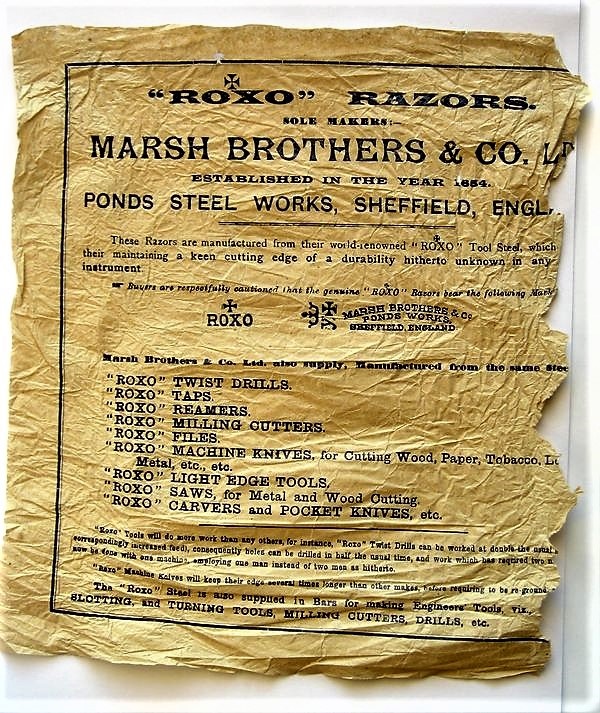 "ROXO" RAZORS.
SOLE MAKERS:—
MARSH BROTHERS & CO. LD
ESTABLISHED IN THE YEAR 1854.
PONDS STEEL WORKS, SHEFFIELD, ENGL
These Razors are manufactured from their world-renowned "ROXO" Tool Steel, which
their maintaining a keen cutting edge of a durability hitherto unknown in any
instrument.
☛ Buyers are respectfully cautioned that the genuine "ROXO" Razors bear the following Mark
ROXO
MARSH BROTHERS & Co
PONDS WORKS,
SHEFFIELD, ENGLAND
Marsh Brothers & Co. Ltd. also supply, Manufactured from the same Stee
"ROXO" TWIST DRILLS.
"ROXO" TAPS.
"ROXO" REAMERS.
"ROXO" MILLING CUTTERS.
"ROXO" FILES.
"ROXO" MACHINE KNIVES, for Cutting Wood, Paper, Tobacco, Le
Metal, etc., etc.
"ROXO" LIGHT EDGE TOOLS,
"ROXO" SAWS, for Metal and Wood Cutting,
"ROXO" CARVERS and POCKET KNIVES, etc.
"Roxo" Tools will do more work than any others, for instance, "Roxo" Twist Drills can be worked at double the usual
correspondingly increased feed), consequently holes can be drilled in half the usual time, and work which has required two m
now be done with one machine, employing one man instead of two men as hitherto.
"Roxo" Machine Knives will keep their edge several times longer than other makes, before requiring to be re-ground.
The "Roxo" Steel is also supplied in Bars for making Engineers' Tools, viz.,
SLOTTING, and TURNING TOOLS, MILLING CUTTERS, DRILLS, etc.